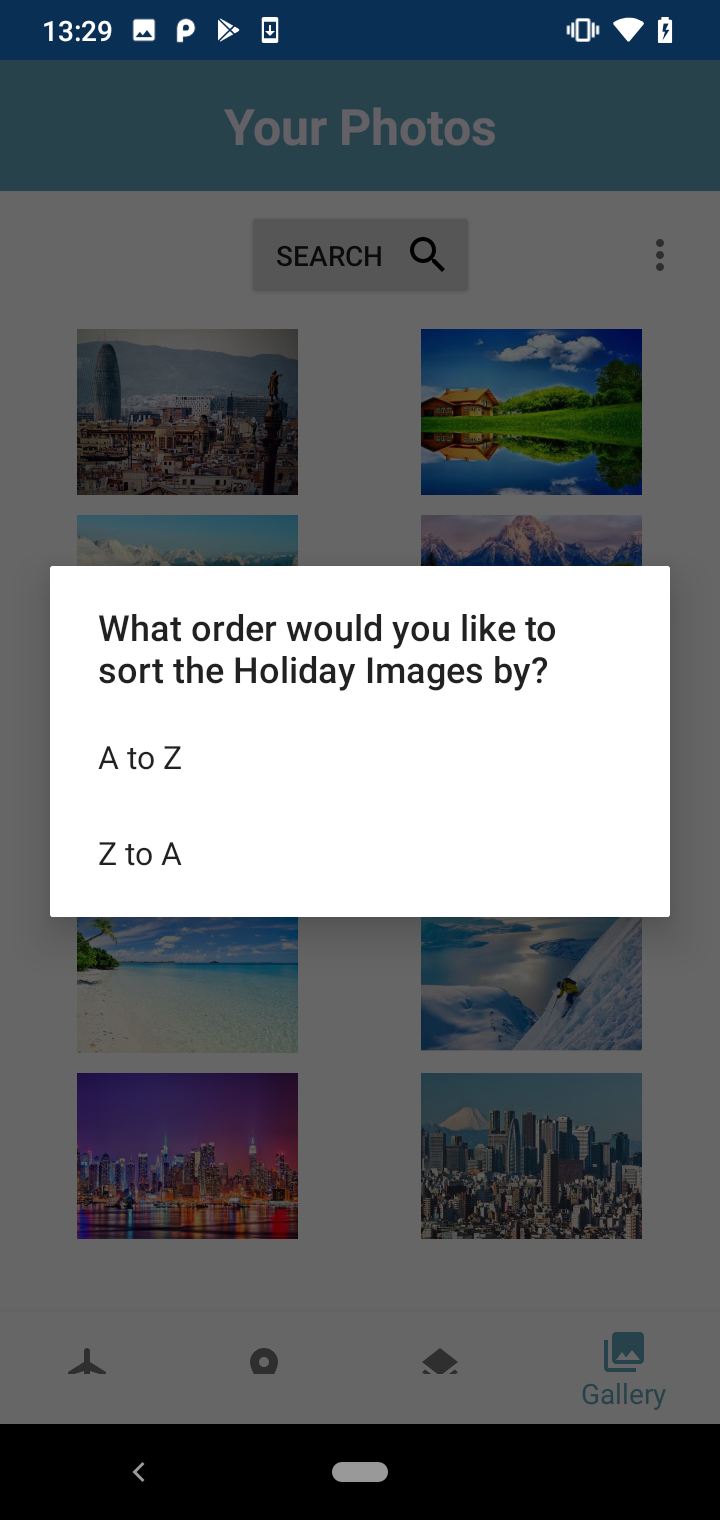 13:29
Your Photos
SEARCH
What order would you like to
sort the Holiday Images by?
A to Z
Z to A
Gallery